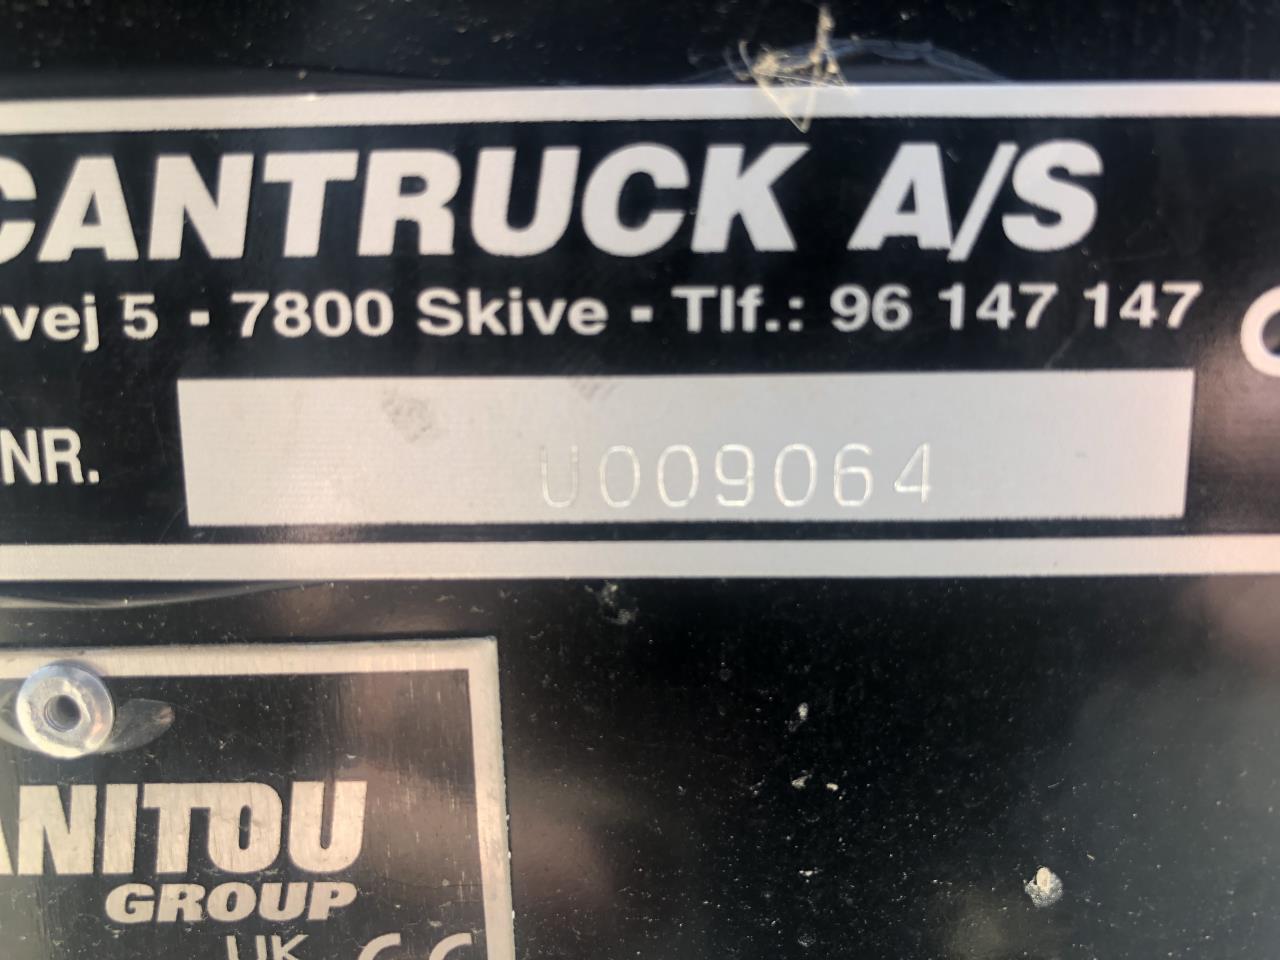 CANTRUCK A/S
vej 5 - 7800 Skive - Tlf.: 96 147 147
NR. U009064
ANITOU
GROUP
UK